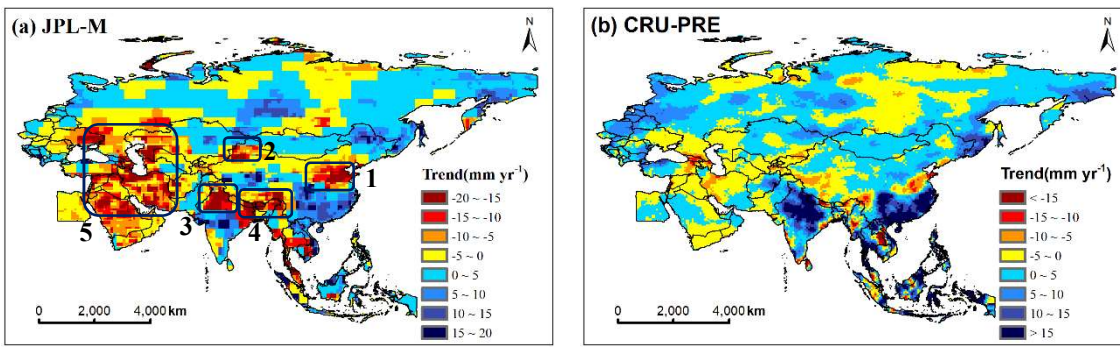 (a) JPL-M
N
1
2
3
4
5
Trend(mm yr-1)
-20 ~ -15
-15 ~ -10
-10 ~ -5
-5 ~ 0
0 ~ 5
5 ~ 10
10 ~ 15
15 ~ 20
0 2,000 4,000 km
(b) CRU-PRE
N
Trend(mm yr-1)
< -15
-15 ~ -10
-10 ~ -5
-5 ~ 0
0 ~ 5
5 ~ 10
10 ~ 15
> 15
0 2,000 4,000 km